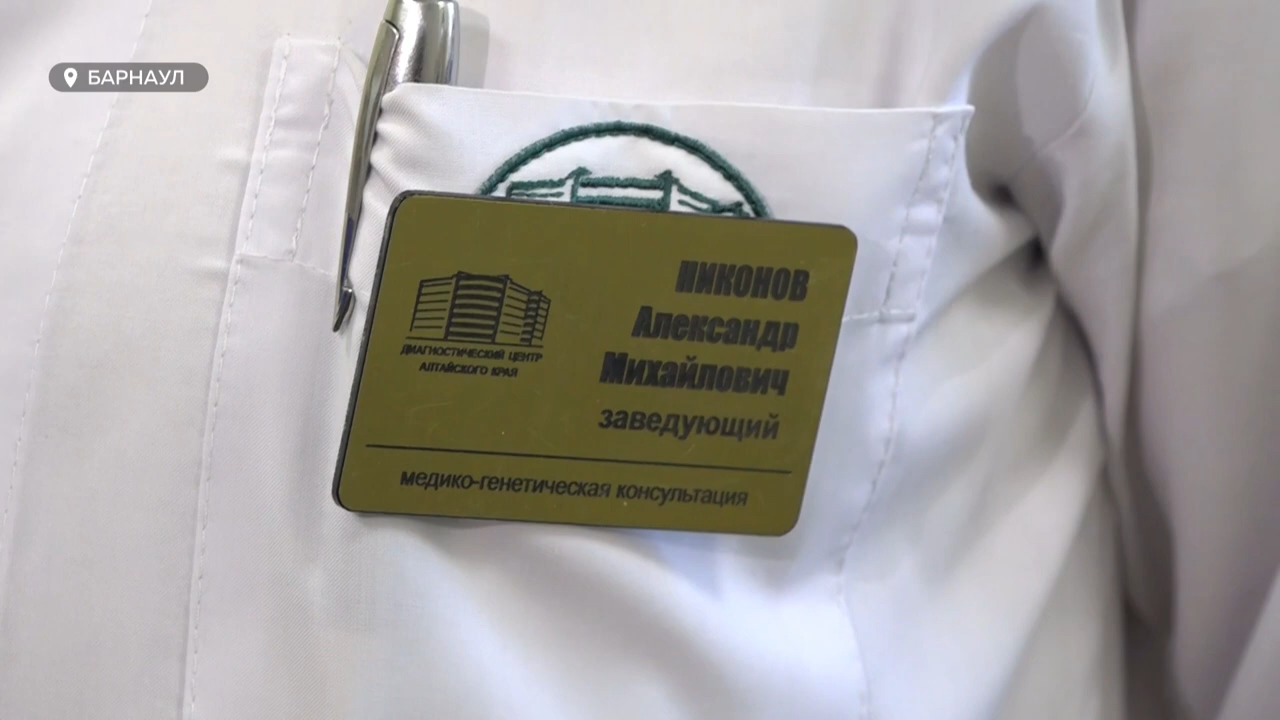 БАРНАУЛ
НИКОНОВ
Александр
Михайлович
заведующий
ДИАГНОСТИЧЕСКИЙ ЦЕНТР
АЛТАЙСКОГО КРАЯ
медико-генетическая консультация